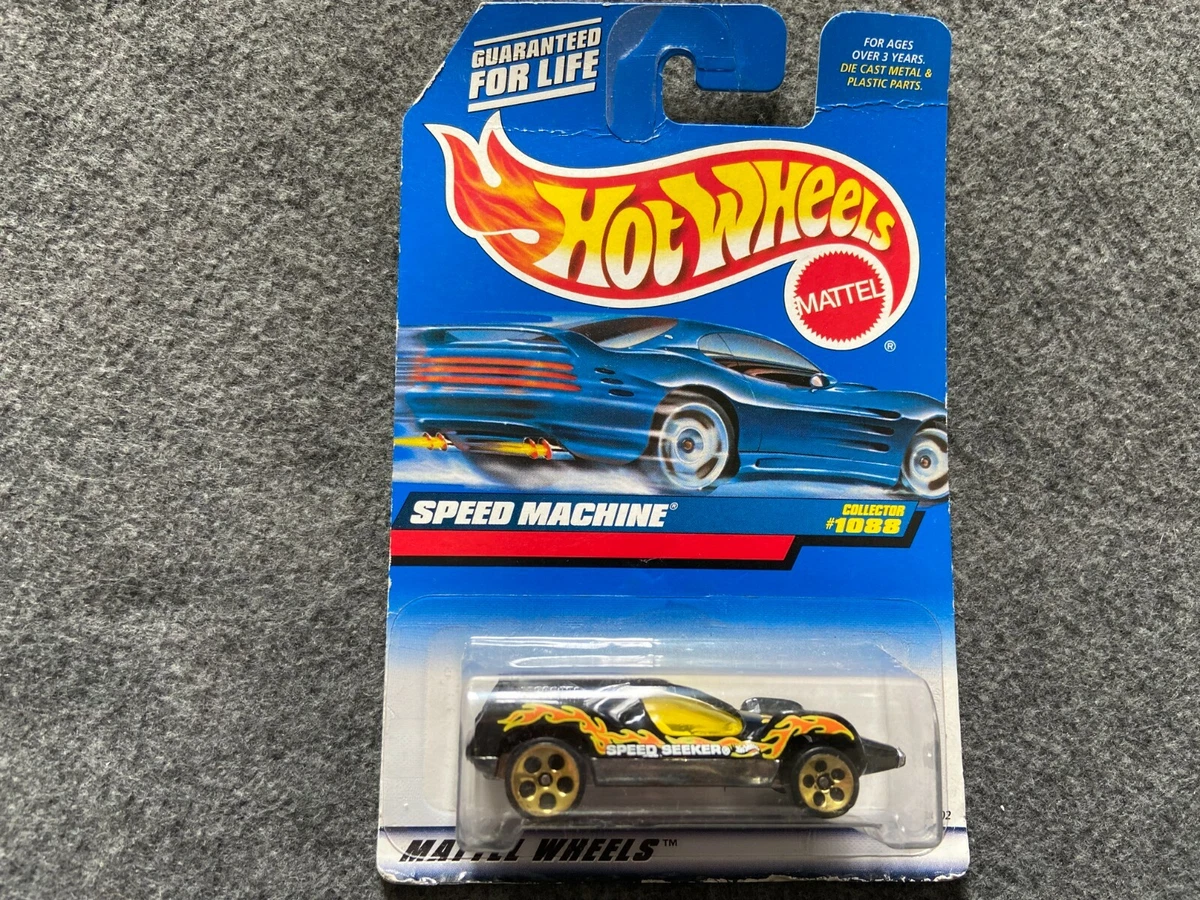 GUARANTEED
FOR LIFE
FOR AGES
OVER 3 YEARS.
DIE CAST METAL &
PLASTIC PARTS.
HOT WHEELS
MATTEL
®
SPEED MACHINE®
COLLECTOR
#1088
SPEED SEEKER®
MATTEL WHEELS™